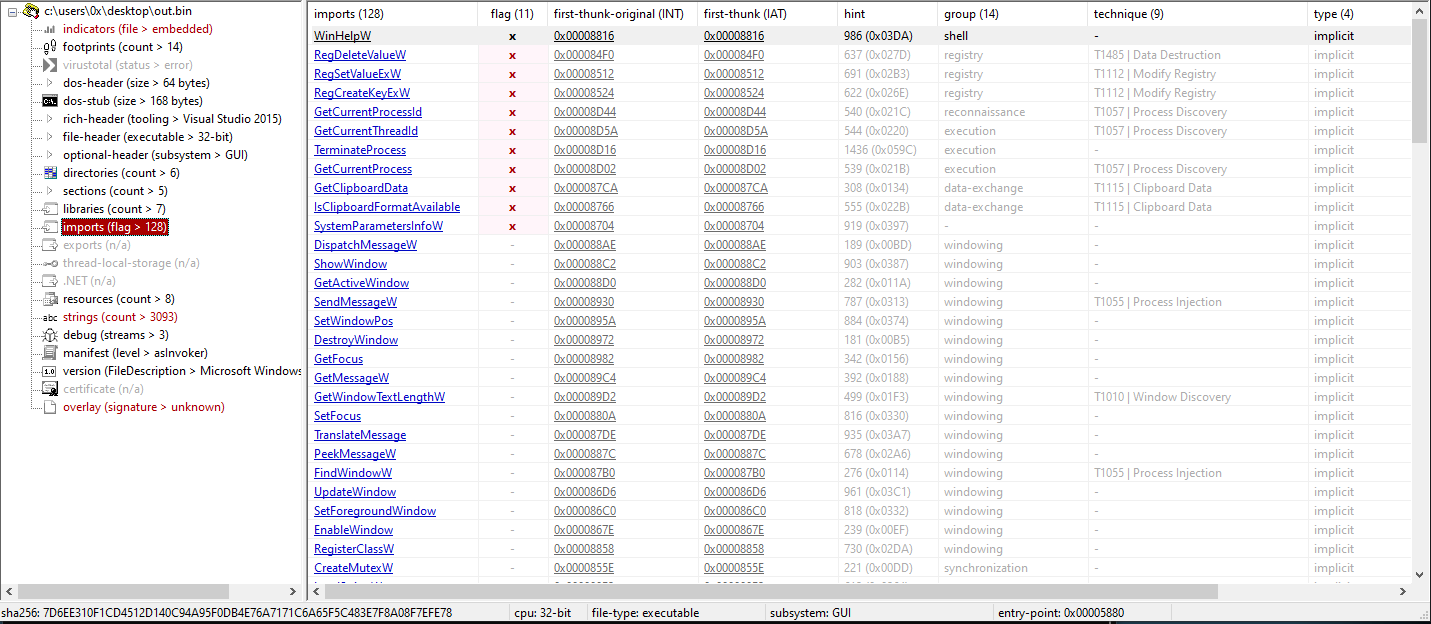 c:\users\0x\desktop\out.bin
indicators (file > embedded)
footprints (count > 14)
virustotal (status > error)
dos-header (size > 64 bytes)
dos-stub (size > 168 bytes)
rich-header (tooling > Visual Studio 2015)
file-header (executable > 32-bit)
optional-header (subsystem > GUI)
directories (count > 6)
sections (count > 5)
libraries (count > 7)
imports (flag > 128)
exports (n/a)
thread-local-storage (n/a)
.NET (n/a)
resources (count > 8)
abc strings (count > 3093)
debug (streams > 3)
manifest (level > asInvoker)
1.0 version (FileDescription > Microsoft Windows
certificate (n/a)
overlay (signature > unknown)
imports (128) flag (11) first-thunk-original (INT) first-thunk (IAT) hint group (14) technique (9) type (4)
WinHelpW x 0x00008816 0x00008816 986 (0x03DA) shell - implicit
RegDeleteValueW x 0x000084F0 0x000084F0 637 (0x027D) registry T1485 | Data Destruction implicit
RegSetValueExW x 0x00008512 0x00008512 691 (0x02B3) registry T1112 | Modify Registry implicit
RegCreateKeyExW x 0x00008524 0x00008524 622 (0x026E) registry T1112 | Modify Registry implicit
GetCurrentProcessId x 0x00008D44 0x00008D44 540 (0x021C) reconnaissance T1057 | Process Discovery implicit
GetCurrentThreadId x 0x00008D5A 0x00008D5A 544 (0x0220) execution T1057 | Process Discovery implicit
TerminateProcess x 0x00008D16 0x00008D16 1436 (0x059C) execution - implicit
GetCurrentProcess x 0x00008D02 0x00008D02 539 (0x021B) execution T1057 | Process Discovery implicit
GetClipboardData x 0x000087CA 0x000087CA 308 (0x0134) data-exchange T1115 | Clipboard Data implicit
IsClipboardFormatAvailable x 0x00008766 0x00008766 555 (0x022B) data-exchange T1115 | Clipboard Data implicit
SystemParametersInfoW x 0x00008704 0x00008704 919 (0x0397) - - implicit
DispatchMessageW - 0x000088AE 0x000088AE 189 (0x00BD) windowing - implicit
ShowWindow - 0x000088C2 0x000088C2 903 (0x0387) windowing - implicit
GetActiveWindow - 0x000088D0 0x000088D0 282 (0x011A) windowing - implicit
SendMessageW - 0x00008930 0x00008930 787 (0x0313) windowing T1055 | Process Injection implicit
SetWindowPos - 0x0000895A 0x0000895A 884 (0x0374) windowing - implicit
DestroyWindow - 0x00008972 0x00008972 181 (0x00B5) windowing - implicit
GetFocus - 0x00008982 0x00008982 342 (0x0156) windowing - implicit
GetMessageW - 0x000089C4 0x000089C4 392 (0x0188) windowing - implicit
GetWindowTextLengthW - 0x000089D2 0x000089D2 499 (0x01F3) windowing T1010 | Window Discovery implicit
SetFocus - 0x0000880A 0x0000880A 816 (0x0330) windowing - implicit
TranslateMessage - 0x000087DE 0x000087DE 935 (0x03A7) windowing - implicit
PeekMessageW - 0x0000887C 0x0000887C 678 (0x02A6) windowing - implicit
FindWindowW - 0x000087B0 0x000087B0 276 (0x0114) windowing T1055 | Process Injection implicit
UpdateWindow - 0x000086D6 0x000086D6 961 (0x03C1) windowing - implicit
SetForegroundWindow - 0x000086C0 0x000086C0 818 (0x0332) windowing - implicit
EnableWindow - 0x0000867E 0x0000867E 239 (0x00EF) windowing - implicit
RegisterClassW - 0x00008858 0x00008858 730 (0x02DA) windowing - implicit
CreateMutexW - 0x0000855E 0x0000855E 221 (0x00DD) synchronization - implicit
sha256: 7D6EE310F1CD4512D140C94A95F0DB4E76A7171C6A65F5C483E7F8A08F7EFE78 cpu: 32-bit file-type: executable subsystem: GUI entry-point: 0x00005880